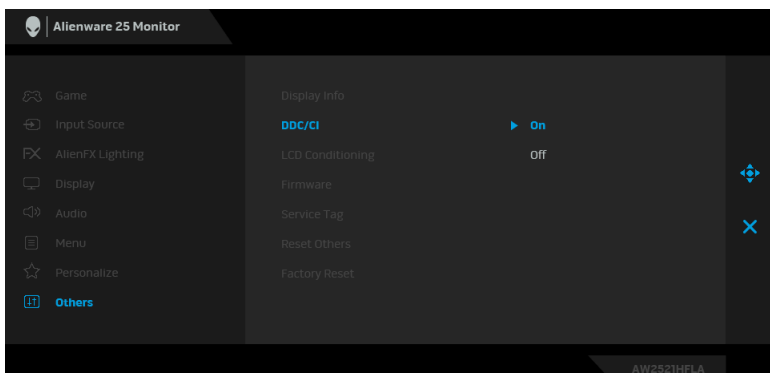 Alienware 25 Monitor
Game
Input Source
AlienFX Lighting
Display
Audio
Menu
Personalize
Others
Display Info
DDC/CI
On
LCD Conditioning
Off
Firmware
Service Tag
Reset Others
Factory Reset
AW2521HFLA